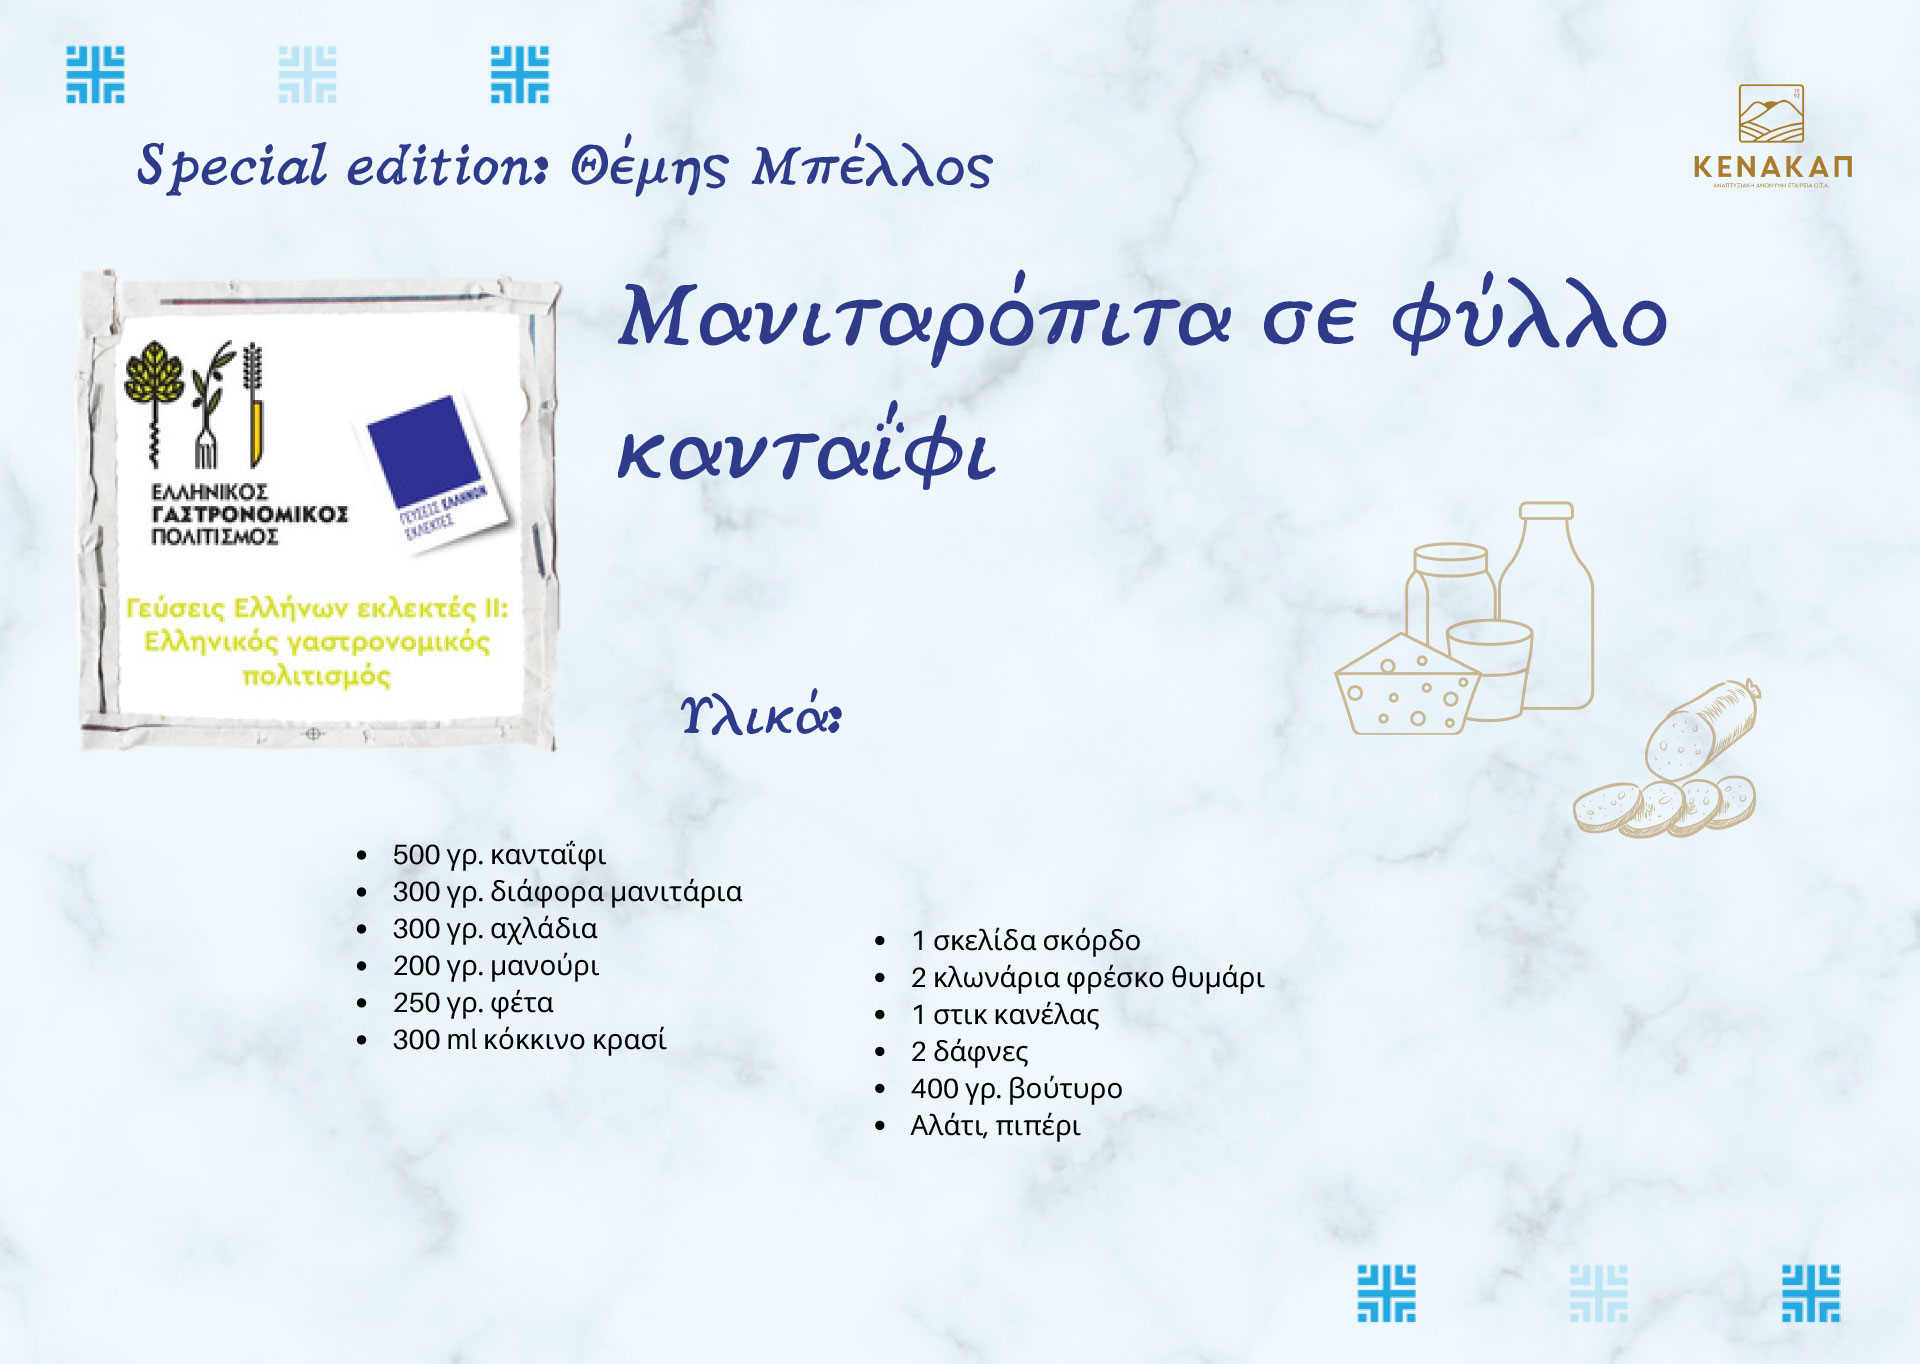 Special edition: Θέμης Μπέλλος
ΚΕΝΑΚΑΠ
ΑΝΑΠΤΥΞΙΑΚΗ ΑΝΩΝΥΜΗ ΕΤΑΙΡΕΙΑ Ο.Τ.Α.
Μανιταρόπιτα σε φύλλο
κανταΐφι
ΕΛΛΗΝΙΚΟΣ
ΓΑΣΤΡΟΝΟΜΙΚΟΣ
ΠΟΛΙΤΙΣΜΟΣ
ΓΕΥΣΕΙΣ ΕΛΛΗΝΩΝ
ΕΚΛΕΚΤΕΣ
Γεύσεις Ελλήνων εκλεκτές ΙΙ:
Ελληνικός γαστρονομικός
πολιτισμός
Υλικά:
500 γρ. κανταΐφι
300 γρ. διάφορα μανιτάρια
300 γρ. αχλάδια
200 γρ. μανούρι
250 γρ. φέτα
300 ml κόκκινο κρασί
1 σκελίδα σκόρδο
2 κλωνάρια φρέσκο θυμάρι
1 στικ κανέλας
2 δάφνες
400 γρ. βούτυρο
Αλάτι, πιπέρι